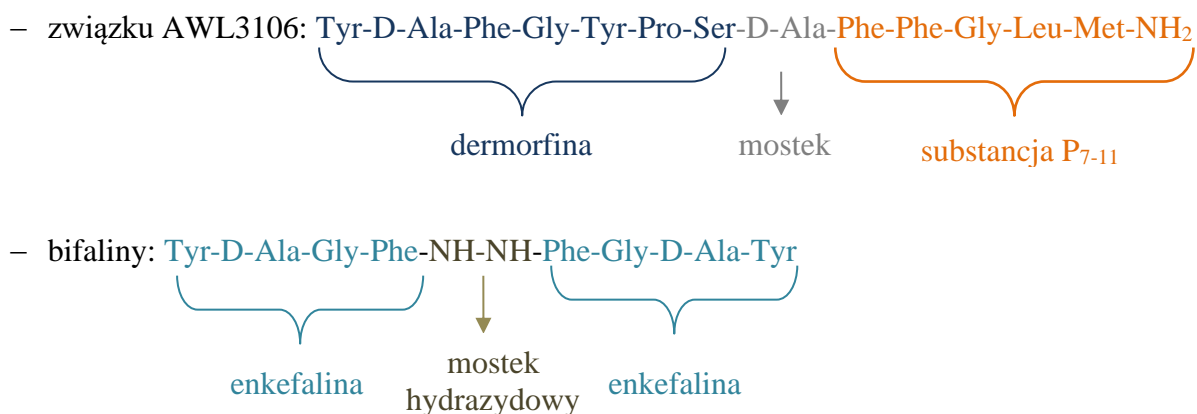 – związku AWL3106: Tyr-D-Ala-Phe-Gly-Tyr-Pro-Ser-D-Ala-Phe-Phe-Gly-Leu-Met-NH₂
dermorfina mostek substancja P₇₋₁₁
– bifaliny: Tyr-D-Ala-Gly-Phe-NH-NH-Phe-Gly-D-Ala-Tyr
enkefalina mostek hydrazydowy enkefalina